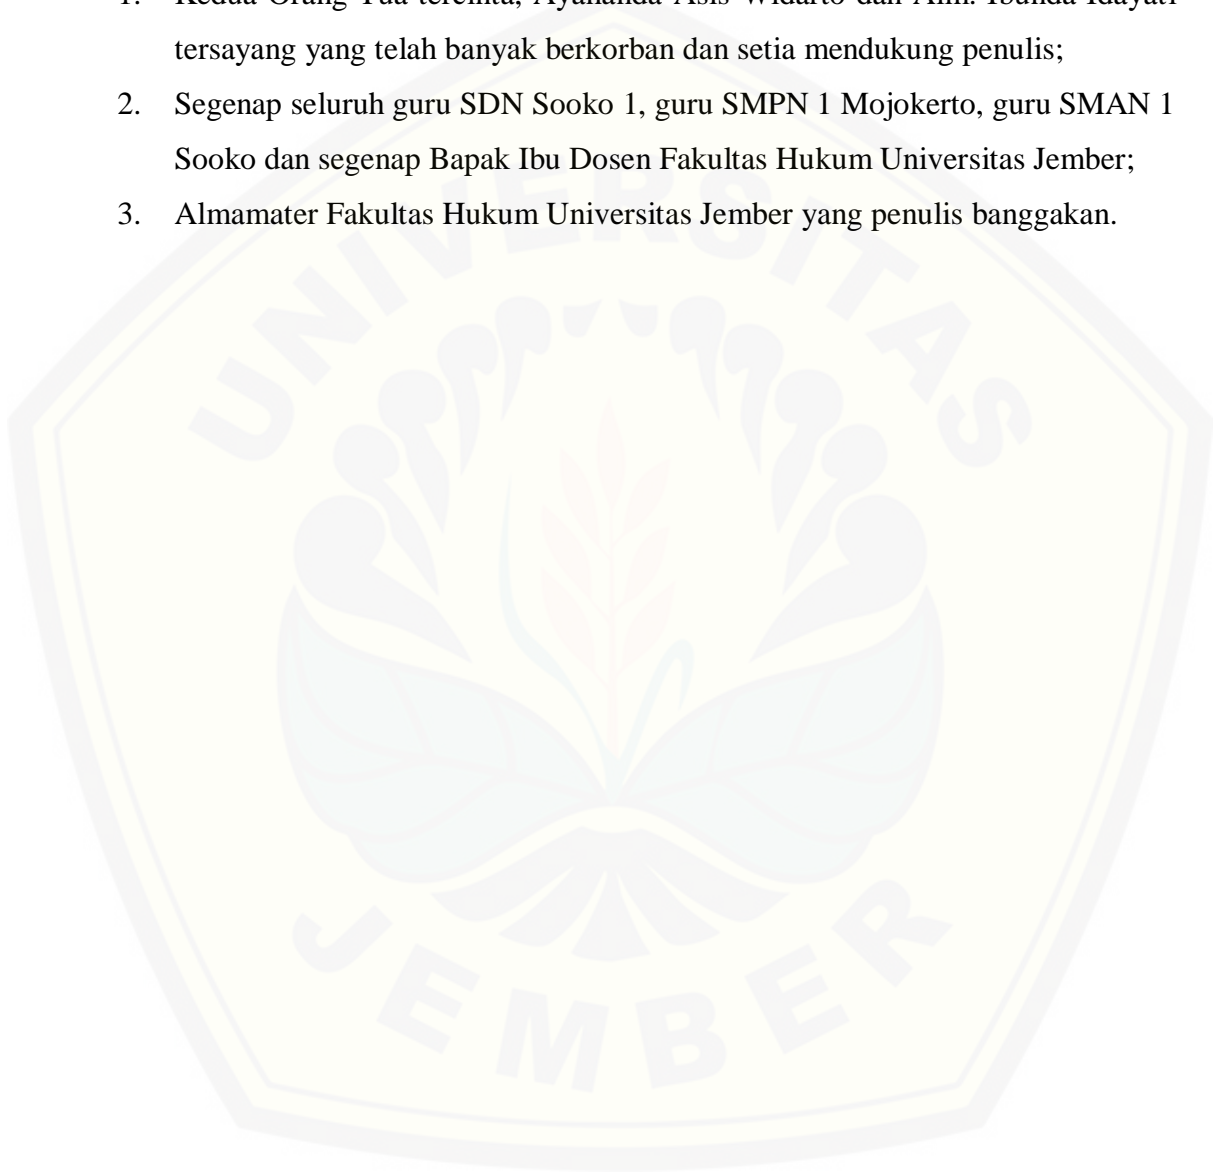 1. Kedua Orang Tua tercinta, Ayahanda Asis Widarto dan Alm. Ibunda Idayati
tersayang yang telah banyak berkorban dan setia mendukung penulis;
2. Segenap seluruh guru SDN Sooko 1, guru SMPN 1 Mojokerto, guru SMAN 1
Sooko dan segenap Bapak Ibu Dosen Fakultas Hukum Universitas Jember;
3. Almamater Fakultas Hukum Universitas Jember yang penulis banggakan.
UNIVERSITAS
JEMBER